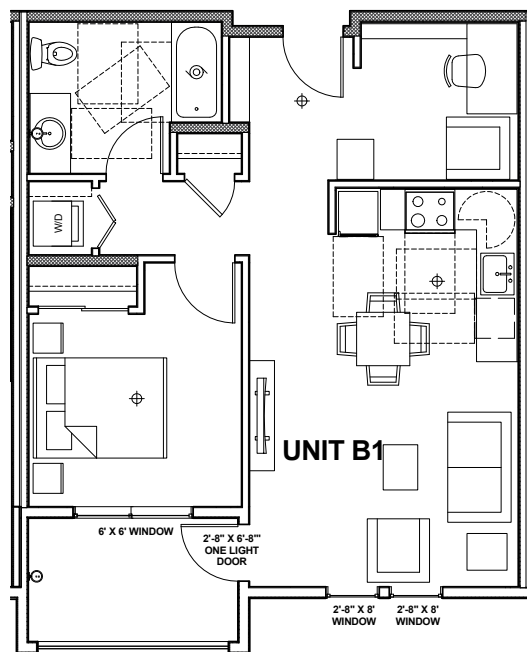 W/D
UNIT B1
6' X 6' WINDOW
2'-8" X 6'-8'"
ONE LIGHT
DOOR
2'-8" X 8'
WINDOW
2'-8" X 8'
WINDOW